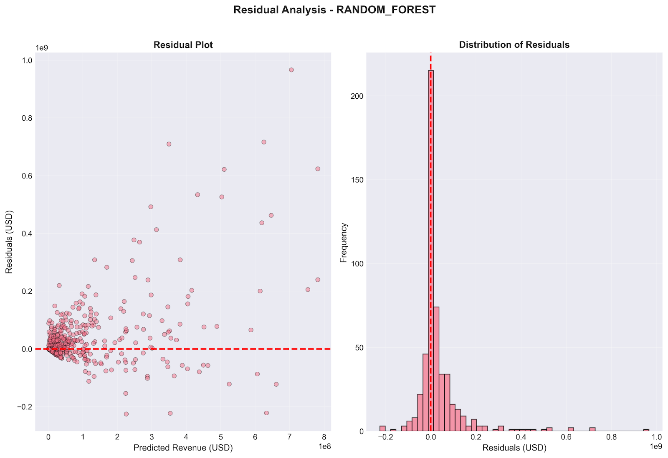 Residual Analysis - RANDOM_FOREST
Residual Plot
1e9
1.0
0.8
0.6
0.4
0.2
0.0
−0.2
Residuals (USD)
0 1 2 3 4 5 6 7 8
Predicted Revenue (USD)
1e6
Distribution of Residuals
200
150
100
50
0
Frequency
−0.2 0.0 0.2 0.4 0.6 0.8 1.0
Residuals (USD)
1e9